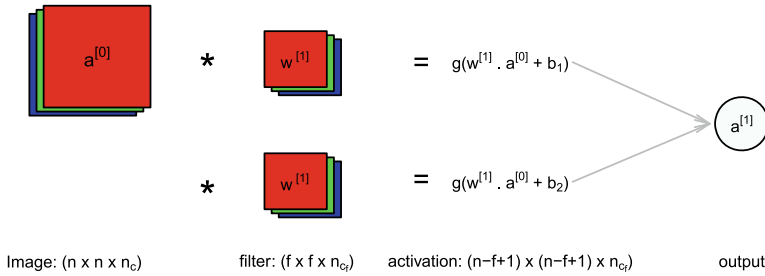 a[0] * w[1] = g(w[1] . a[0] + b1)
a[1]
* w[1] = g(w[1] . a[0] + b2)
Image: (n x n x nc) filter: (f x f x ncf) activation: (n−f+1) x (n−f+1) x ncf) output